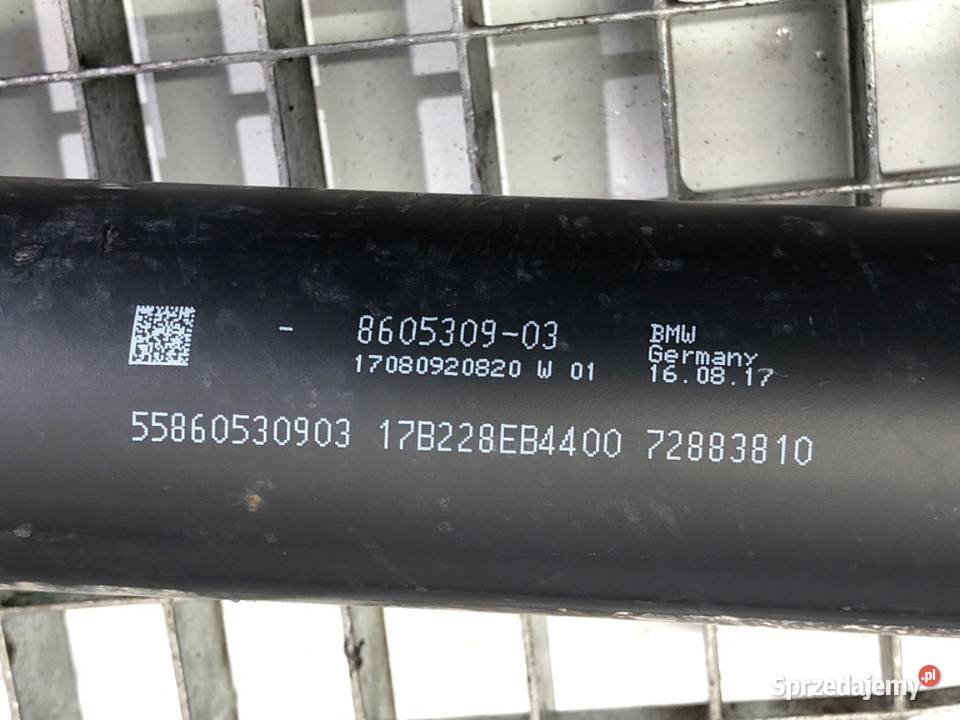 - 8605309-03
17080920820 W 01
BMW
Germany
16.08.17
55860530903 17B228EB4400 72883810
Sprzedajemy.pl